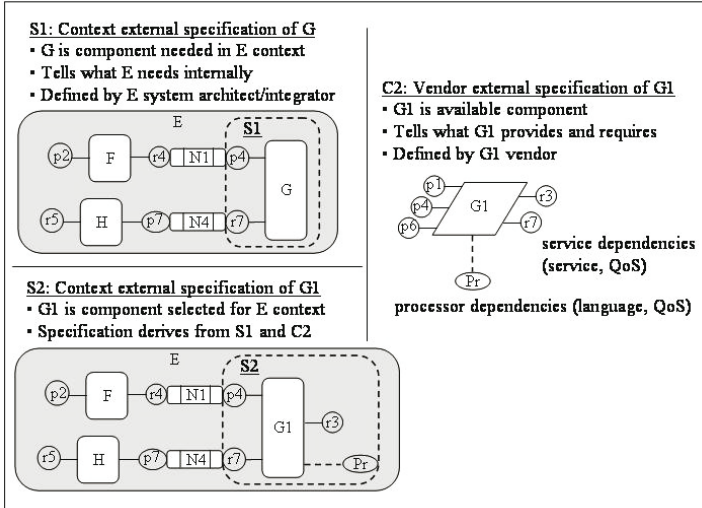 S1: Context external specification of G
▪ G is component needed in E context
▪ Tells what E needs internally
▪ Defined by E system architect/integrator
E
S1
p2
F
r4
N1
p4
G
r5
H
p7
N4
r7
S2: Context external specification of G1
▪ G1 is component selected for E context
▪ Specification derives from S1 and C2
E
S2
p2
F
r4
N1
p4
G1
r3
r5
H
p7
N4
r7
Pr
C2: Vendor external specification of G1
▪ G1 is available component
▪ Tells what G1 provides and requires
▪ Defined by G1 vendor
p1
p4
p6
G1
r3
r7
service dependencies
(service, QoS)
Pr
processor dependencies (language, QoS)